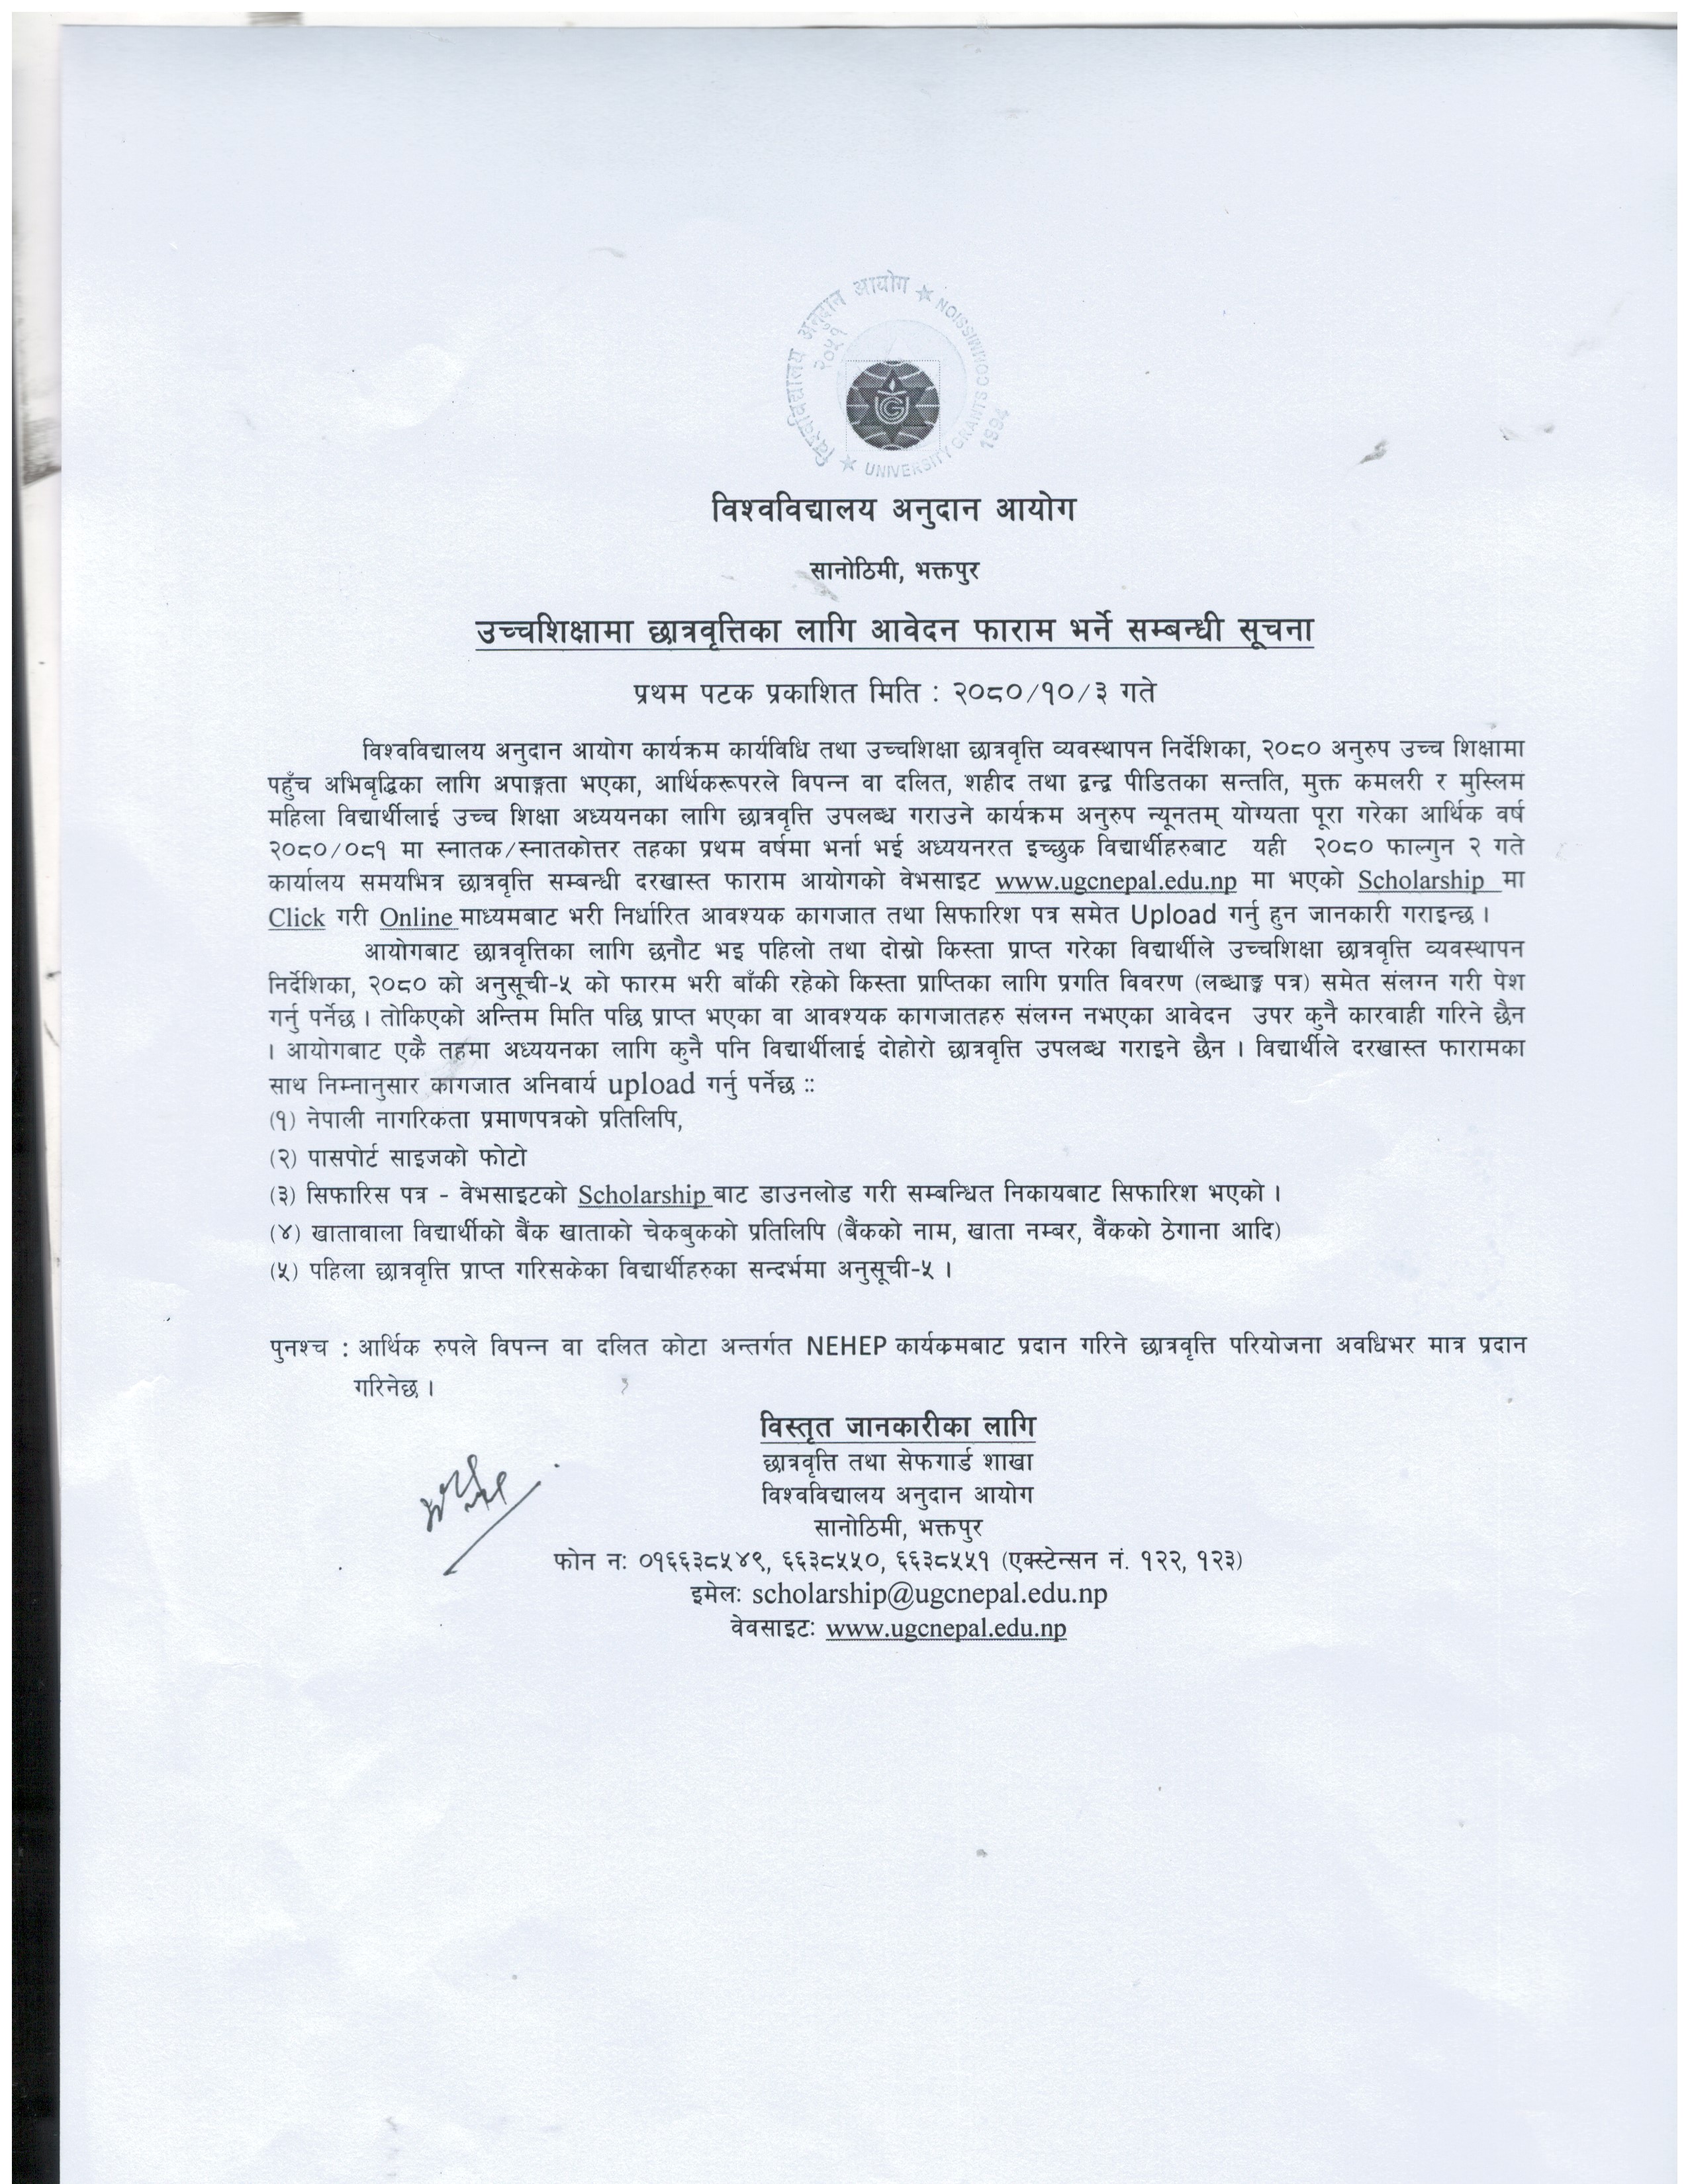 विश्वविद्यालय अनुदान आयोग
२०५१
UNIVERSITY GRANTS COMMISSION
1994
UGC
विश्वविद्यालय अनुदान आयोग
सानोठिमी, भक्तपुर
उच्चशिक्षामा छात्रवृत्तिका लागि आवेदन फाराम भर्ने सम्बन्धी सूचना
प्रथम पटक प्रकाशित मिति : २०८०/१०/३ गते
विश्वविद्यालय अनुदान आयोग कार्यक्रम कार्यविधि तथा उच्चशिक्षा छात्रवृत्ति व्यवस्थापन निर्देशिका, २०८० अनुरुप उच्च शिक्षामा
पहुँच अभिबृद्धिका लागि अपाङ्गता भएका, आर्थिकरूपरले विपन्न वा दलित, शहीद तथा द्वन्द्व पीडितका सन्तति, मुक्त कमलरी र मुस्लिम
महिला विद्यार्थीलाई उच्च शिक्षा अध्ययनका लागि छात्रवृत्ति उपलब्ध गराउने कार्यक्रम अनुरुप न्यूनतम् योग्यता पूरा गरेका आर्थिक वर्ष
२०८०/०८१ मा स्नातक/स्नातकोत्तर तहका प्रथम वर्षमा भर्ना भई अध्ययनरत इच्छुक विद्यार्थीहरुबाट यही २०८० फाल्गुन २ गते
कार्यालय समयभित्र छात्रवृत्ति सम्बन्धी दरखास्त फाराम आयोगको वेभसाइट www.ugcnepal.edu.np मा भएको Scholarship मा
Click गरी Online माध्यमबाट भरी निर्धारित आवश्यक कागजात तथा सिफारिश पत्र समेत Upload गर्नु हुन जानकारी गराइन्छ ।
आयोगबाट छात्रवृत्तिका लागि छनौट भइ पहिलो तथा दोस्रो किस्ता प्राप्त गरेका विद्यार्थीले उच्चशिक्षा छात्रवृत्ति व्यवस्थापन
निर्देशिका, २०८० को अनुसूची-५ को फारम भरी बाँकी रहेको किस्ता प्राप्तिका लागि प्रगति विवरण (लब्धाङ्क पत्र) समेत संलग्न गरी पेश
गर्नु पर्नेछ । तोकिएको अन्तिम मिति पछि प्राप्त भएका वा आवश्यक कागजातहरु संलग्न नभएका आवेदन उपर कुनै कारवाही गरिने छैन
। आयोगबाट एकै तहमा अध्ययनका लागि कुनै पनि विद्यार्थीलाई दोहोरो छात्रवृत्ति उपलब्ध गराइने छैन । विद्यार्थीले दरखास्त फारामका
साथ निम्नानुसार कागजात अनिवार्य upload गर्नु पर्नेछ ::
(१) नेपाली नागरिकता प्रमाणपत्रको प्रतिलिपि,
(२) पासपोर्ट साइजको फोटो
(३) सिफारिस पत्र - वेभसाइटको Scholarship बाट डाउनलोड गरी सम्बन्धित निकायबाट सिफारिश भएको ।
(४) खातावाला विद्यार्थीको बैंक खाताको चेकबुकको प्रतिलिपि (बैंकको नाम, खाता नम्बर, वैंकको ठेगाना आदि)
(५) पहिला छात्रवृत्ति प्राप्त गरिसकेका विद्यार्थीहरुका सन्दर्भमा अनुसूची-५ ।
पुनश्च : आर्थिक रुपले विपन्न वा दलित कोटा अन्तर्गत NEHEP कार्यकमबाट प्रदान गरिने छात्रवृत्ति परियोजना अवधिभर मात्र प्रदान
गरिनेछ ।
विस्तृत जानकारीका लागि
छात्रवृत्ति तथा सेफगार्ड शाखा
विश्वविद्यालय अनुदान आयोग
सानोठिमी, भक्तपुर
फोन नः ०१६६३८५४९, ६६३८५५०, ६६३८५५१ (एक्स्टेन्सन नं. १२२, १२३)
इमेलः scholarship@ugcnepal.edu.np
वेवसाइटः www.ugcnepal.edu.np